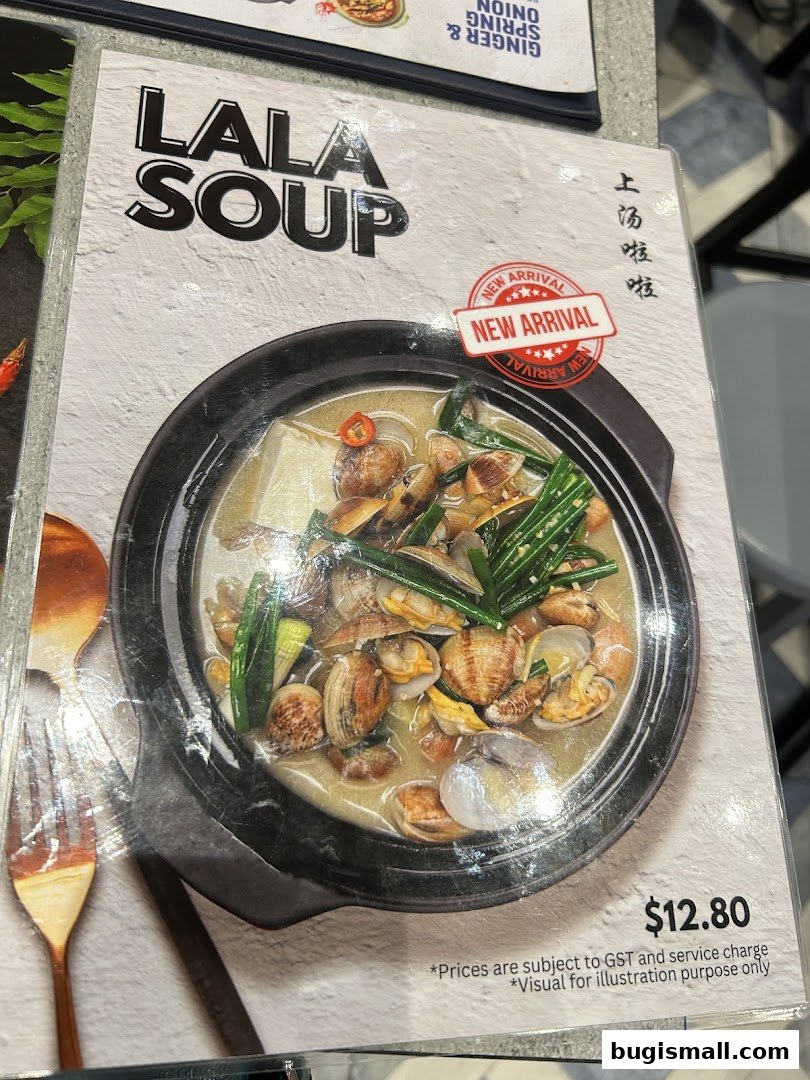 GINGER &
SPRING
ONION
LALA
SOUP
上汤啦啦
NEW ARRIVAL
NEW ARRIVAL
NEW ARRIVAL
$12.80
*Prices are subject to GST and service charge
*Visual for illustration purpose only
bugismall.com